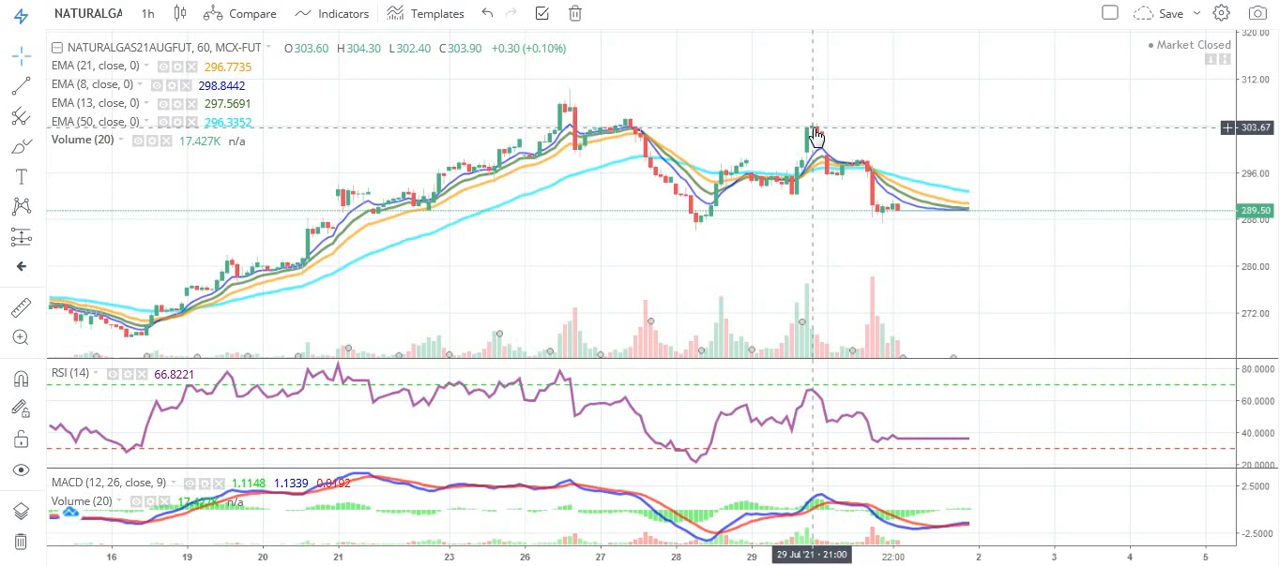 NATURALGA 1h Compare Indicators Templates Save
NATURALGAS21AUGFUT, 60, MCX-FUT O303.60 H304.30 L302.40 C303.90 +0.30 (+0.10%)
Market Closed
EMA (21, close, 0) 296.7735
EMA (8, close, 0) 298.8442
EMA (13, close, 0) 297.5691
EMA (50, close, 0) 296.3352
Volume (20) 17.427K n/a
320.00
312.00
303.67
296.00
289.50
288.00
280.00
272.00
RSI (14) 66.8221
80.0000
60.0000
40.0000
20.0000
MACD (12, 26, close, 9) 1.1148 1.1339 0.0192
2.5000
Volume (20) 17.427K n/a
0.0000
-2.5000
16 19 20 21 23 26 27 28 29 29 Jul '21 - 21:00 22:00 2 3 4 5